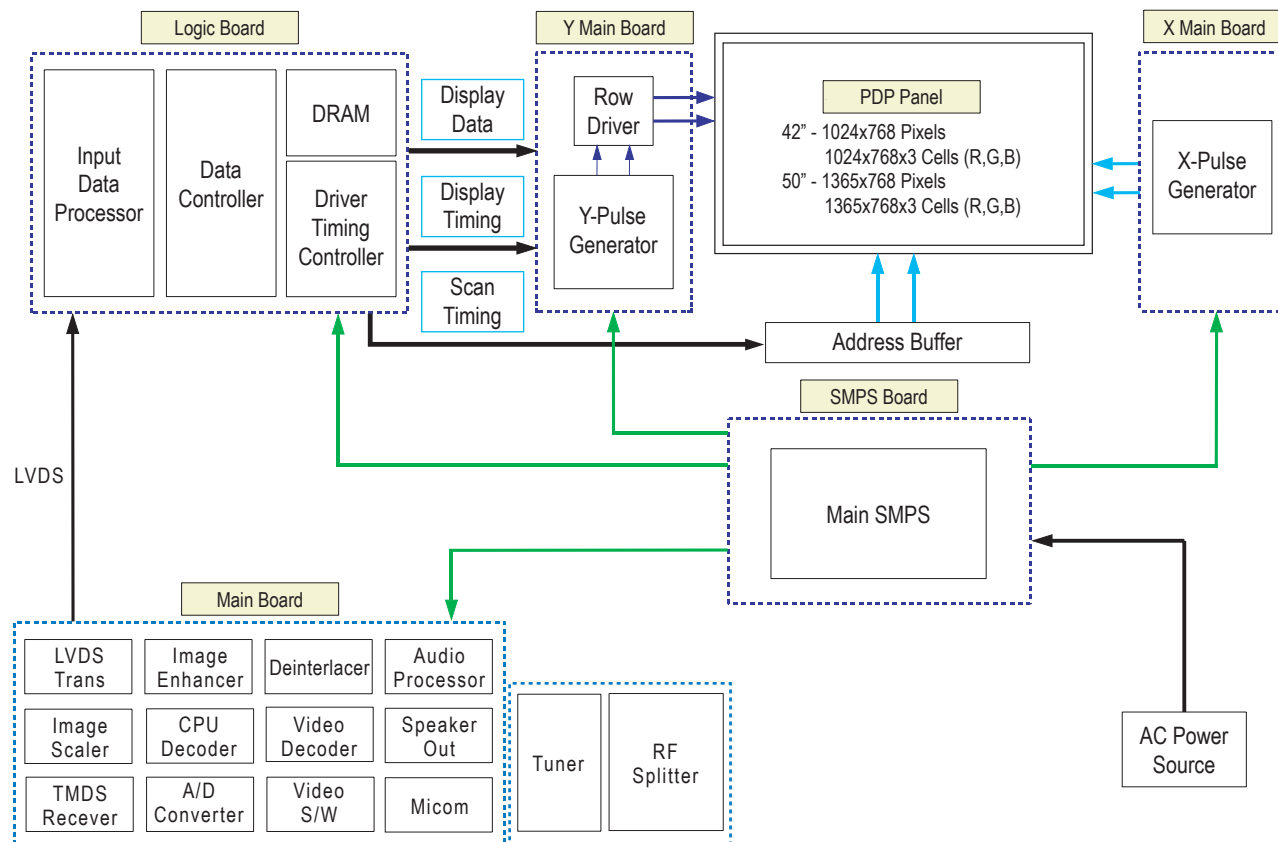 Logic Board
Y Main Board
X Main Board
Input
Data
Processor
Data
Controller
DRAM
Driver
Timing
Controller
Display
Data
Display
Timing
Scan
Timing
Row
Driver
Y-Pulse
Generator
PDP Panel
42” - 1024x768 Pixels
1024x768x3 Cells (R,G,B)
50” - 1365x768 Pixels
1365x768x3 Cells (R,G,B)
X-Pulse
Generator
Address Buffer
SMPS Board
Main SMPS
LVDS
Main Board
LVDS
Trans
Image
Enhancer
Deinterlacer
Audio
Processor
Image
Scaler
CPU
Decoder
Video
Decoder
Speaker
Out
TMDS
Recever
A/D
Converter
Video
S/W
Micom
Tuner
RF
Splitter
AC Power
Source